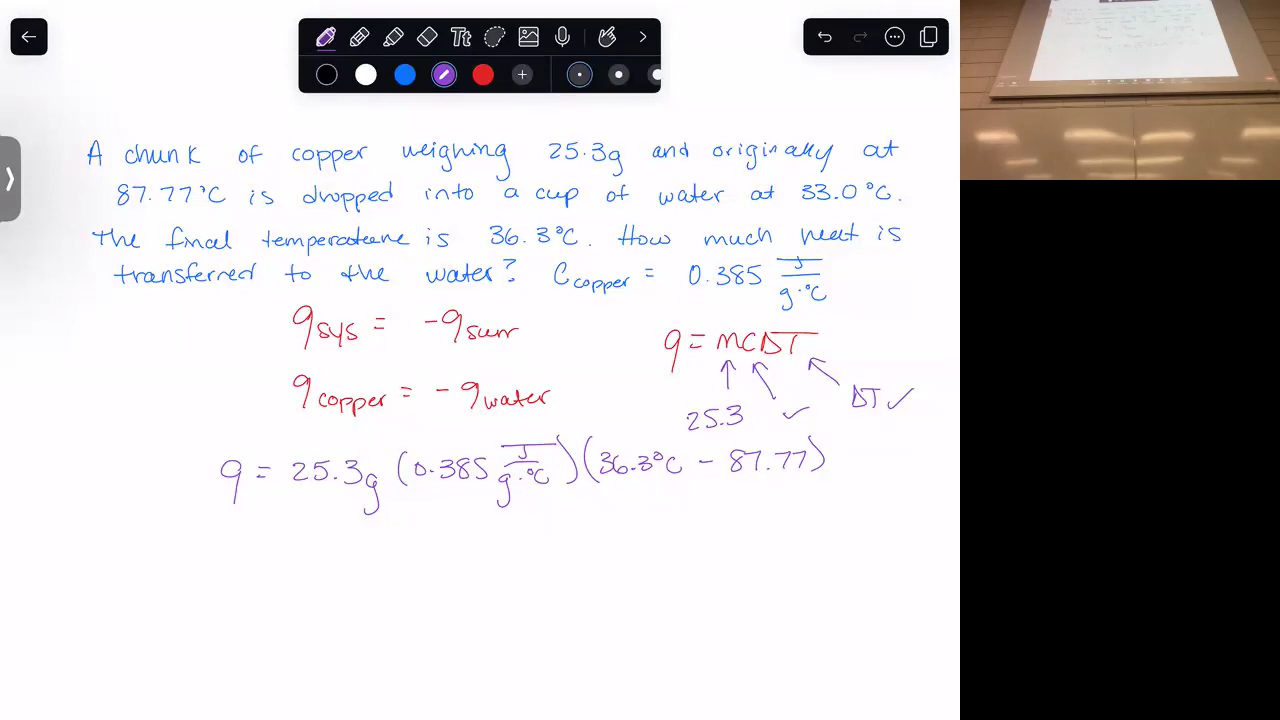 Tt
A chunk of copper weighing 25.3g and originally at
87.77°C is dropped into a cup of water at 33.0°C.
The final temperature is 36.3°C. How much heat is
transferred to the water? Ccopper = 0.385 J/g·°C
qsys = -qsurr
q = mCΔT
qcopper = -qwater
25.3 ✓ ΔT ✓
q = 25.3g (0.385 J/g·°C)(36.3°C - 87.77)